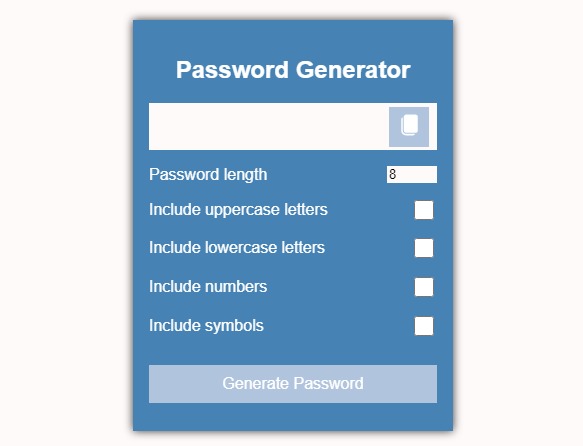 Password Generator
Password length 8
Include uppercase letters
Include lowercase letters
Include numbers
Include symbols
Generate Password